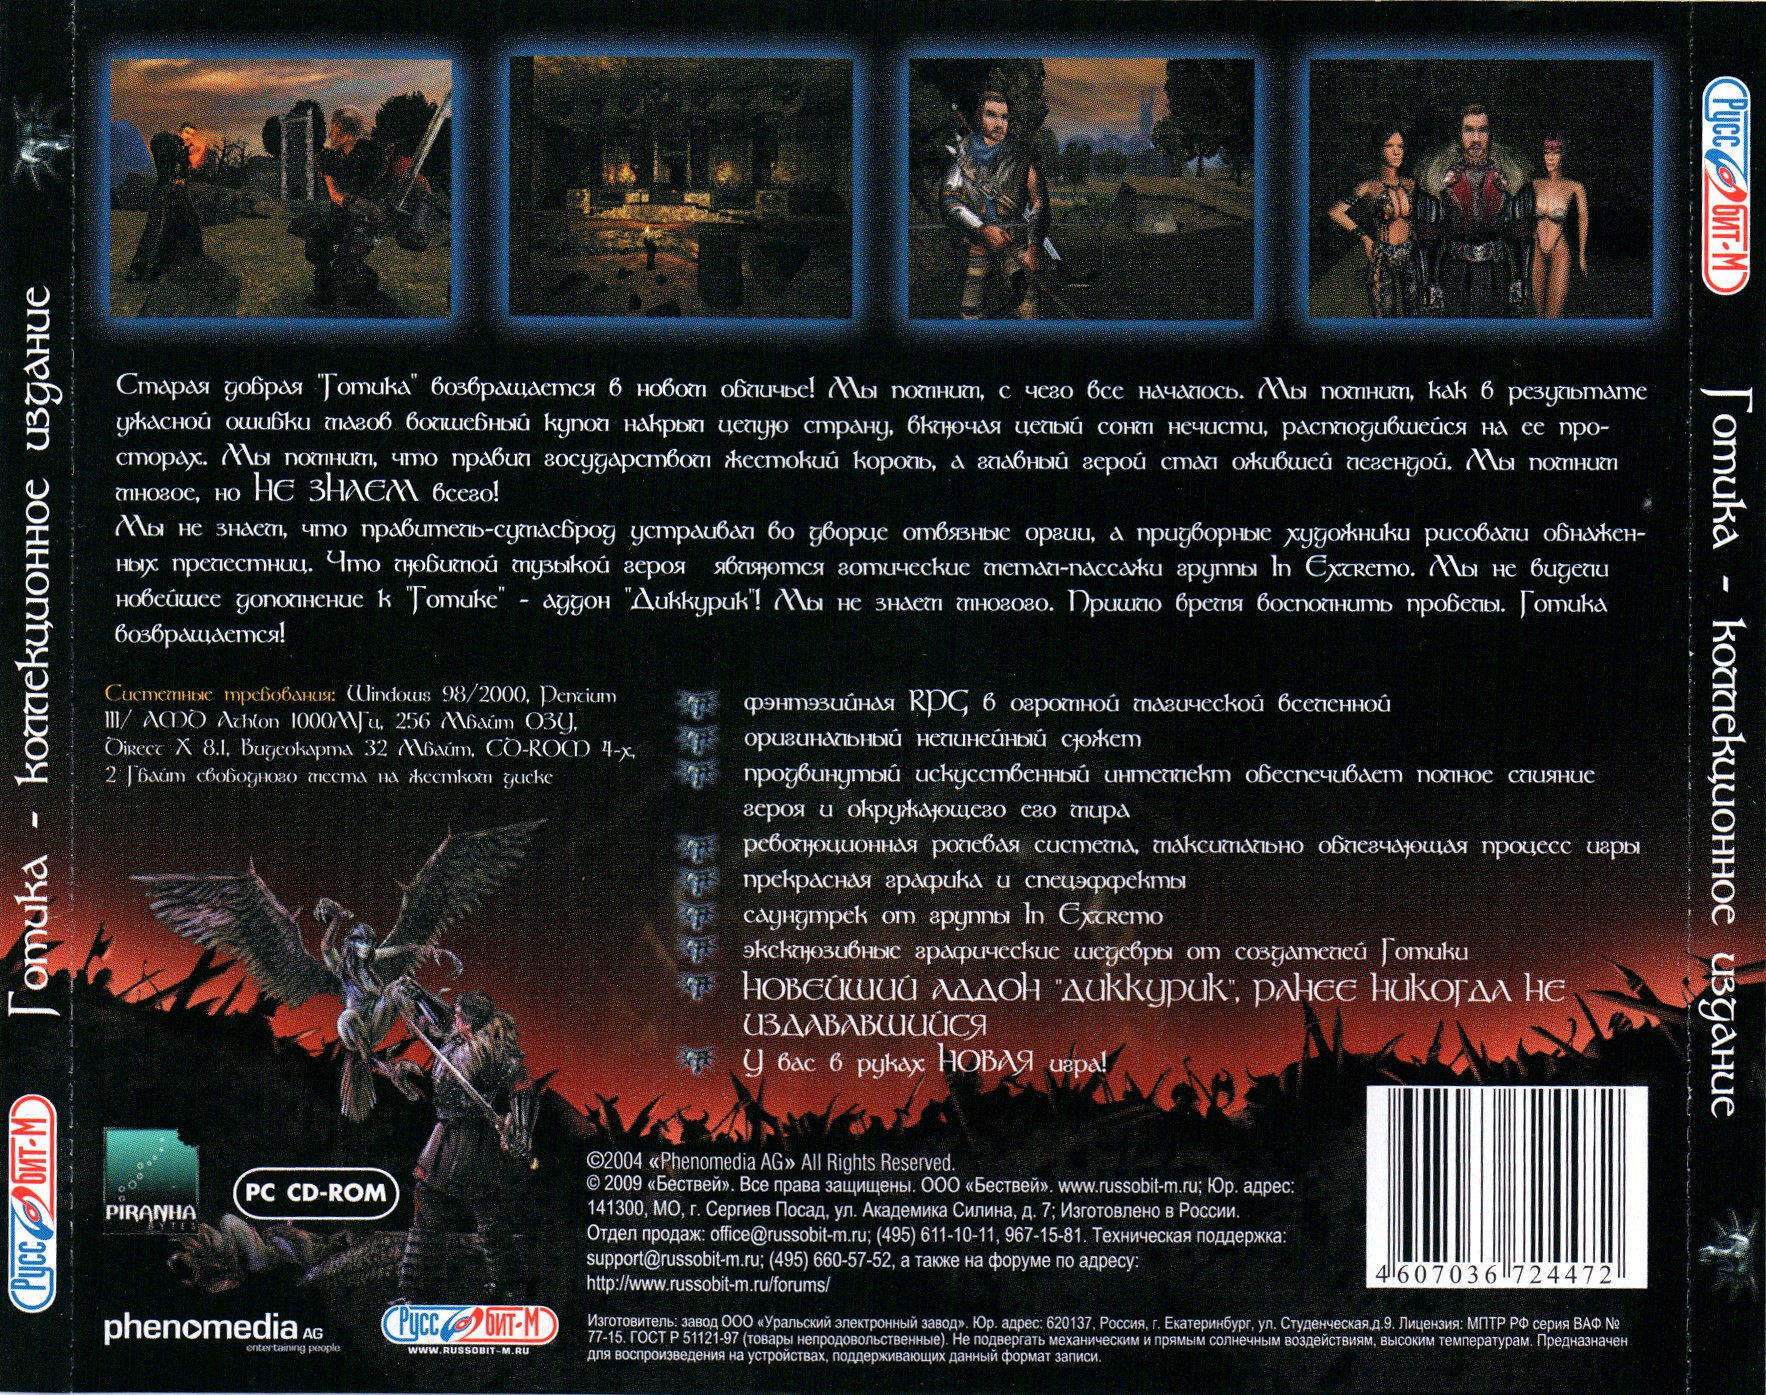 Готика - коллекционное издание
РуссОбит-М
Старая добрая "Готика" возвращается в новом обличье! Мы помним, с чего все началось. Мы помним, как в результате
ужасной ошибки магов волшебный купол накрыл целую страну, включая целый сонм нечисти, расплодившейся на ее про-
сторах. Мы помним, что правил государством жестокий король, а главный герой стал ожившей легендой. Мы помним
многое, но НЕ ЗНАЕМ всего!
Мы не знаем, что правитель-сумасброд устраивал во дворце отвязные оргии, а придворные художники рисовали обнажен-
ных прелестниц. Что любимой музыкой героя являются готические метал-пассажи группы In Extremo. Мы не видели
новейшее дополнение к "Готике" - аддон "Диккурик"! Мы не знаем многого. Пришло время восполнить пробелы. Готика
возвращается!
Системные требования: Windows 98/2000, Pentium
III/ AMD Athlon 1000МГц, 256 Мбайт ОЗУ,
Direct X 8.1, Видеокарта 32 Мбайт, CD-ROM 4-х,
2 Гбайт свободного места на жестком диске
фэнтэзийная RPG в огромной магической вселенной
оригинальный нелинейный сюжет
продвинутый искусственный интеллект обеспечивает полное слияние
героя и окружающего его мира
революционная ролевая система, максимально облегчающая процесс игры
прекрасная графика и спецэффекты
саундтрек от группы In Extremo
эксклюзивные графические шедевры от создателей Готики
НОВЕЙШИЙ АДДОН "ДИККУРИК", РАНЕЕ НИКОГДА НЕ
ИЗДАВАВШИЙСЯ
У вас в руках НОВАЯ игра!
PIRANHA
BYTES
PC CD-ROM
phenomedia AG
entertaining people
РуссОбит-М
WWW.RUSSOBIT-M.RU
©2004 «Phenomedia AG» All Rights Reserved.
© 2009 «Бествей». Все права защищены. ООО «Бествей». www.russobit-m.ru; Юр. адрес:
141300, МО, г. Сергиев Посад, ул. Академика Силина, д. 7; Изготовлено в России.
Отдел продаж: office@russobit-m.ru; (495) 611-10-11, 967-15-81. Техническая поддержка:
support@russobit-m.ru; (495) 660-57-52, а также на форуме по адресу:
http://www.russobit-m.ru/forums/
Изготовитель: завод ООО «Уральский электронный завод». Юр. адрес: 620137, Россия, г. Екатеринбург, ул. Студенческая,д.9. Лицензия: МПТР РФ серия ВАФ №
77-15. ГОСТ Р 51121-97 (товары непродовольственные). Не подвергать механическим и прямым солнечным воздействиям, высоким температурам. Предназначен
для воспроизведения на устройствах, поддерживающих данный формат записи.
4 607036 724472
РуссОбит-М
Готика - коллекционное издание